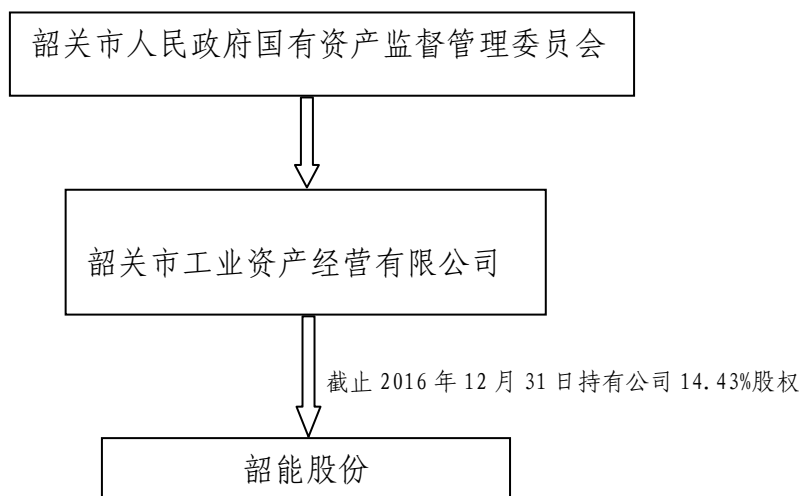 韶关市人民政府国有资产监督管理委员会
韶关市工业资产经营有限公司
截止 2016 年 12 月 31 日持有公司 14.43%股权
韶能股份